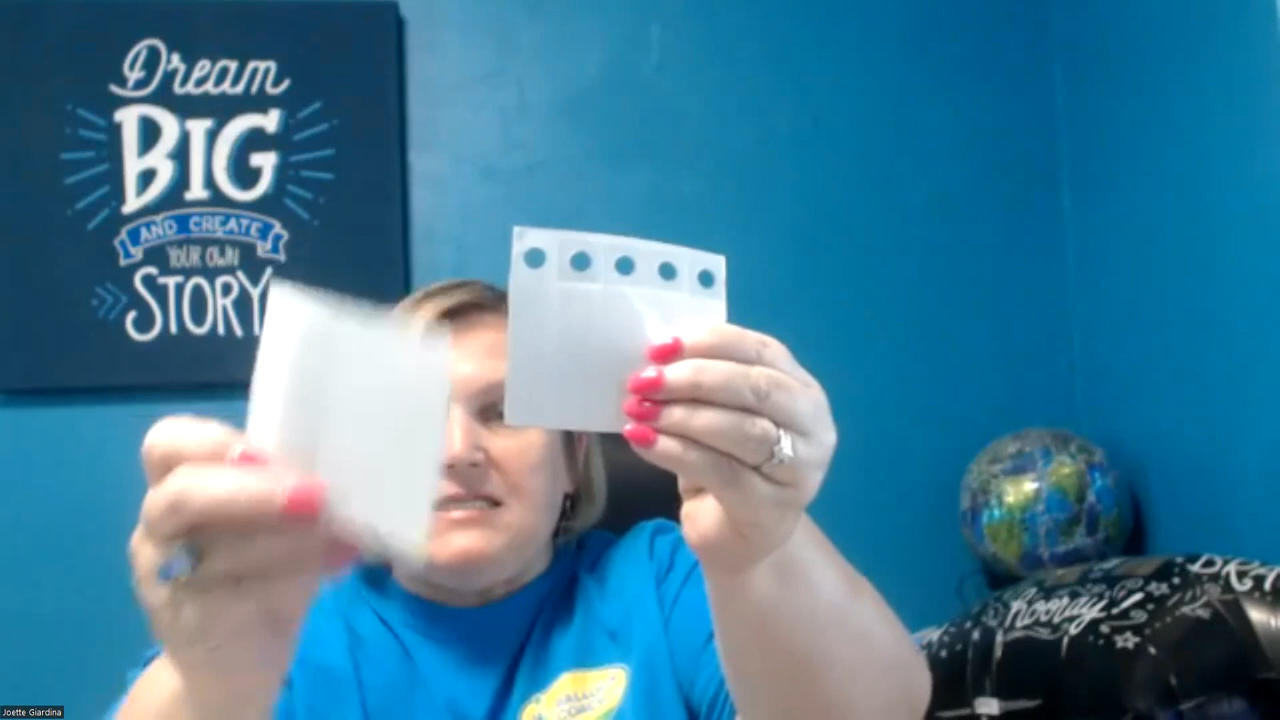 Dream
BIG
AND CREATE
YOUR OWN
STORY
hooray!
Joette Giardina